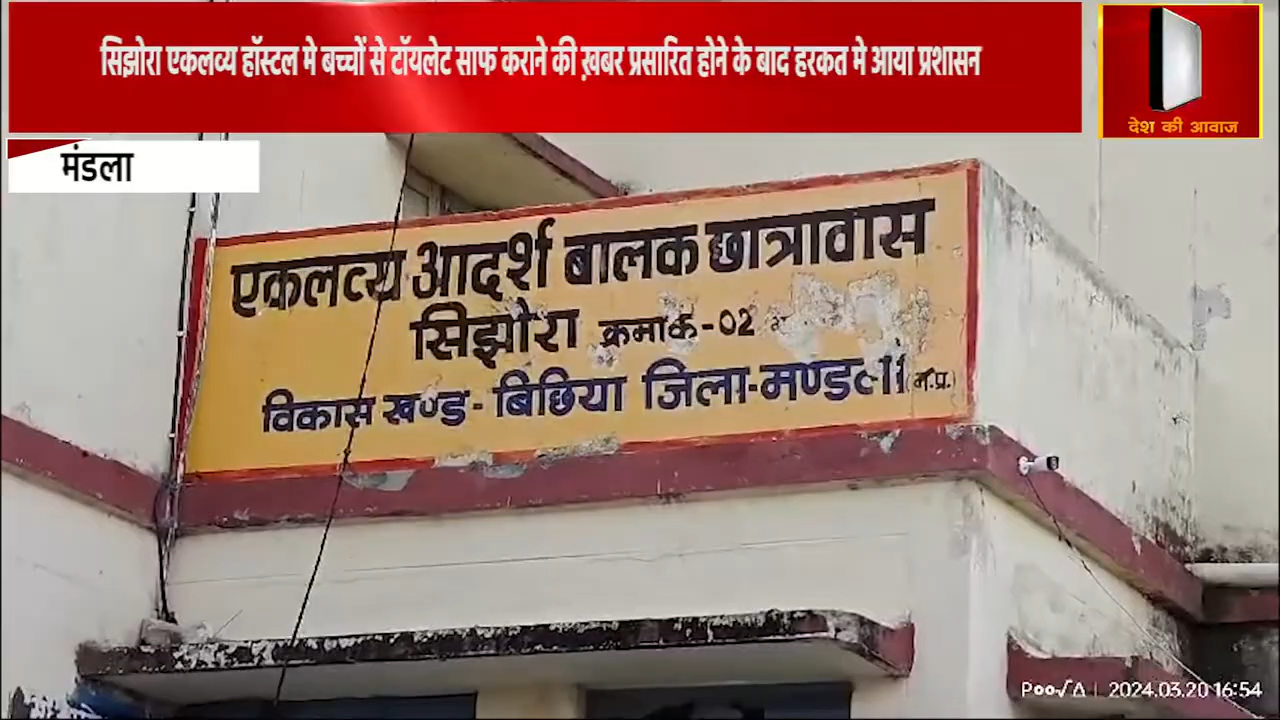 सिझोरा एकलव्य हॉस्टल मे बच्चों से टॉयलेट साफ कराने की ख़बर प्रसारित होने के बाद हरकत मे आया प्रशासन
देश की आवाज
मंडला
एकलव्य आदर्श बालक छात्रावास
सिझोरा क्रमांक-02
विकास खण्ड - बिछिया जिला-मण्डला (म.प्र.)
POCO | 2024.03.20 16:54